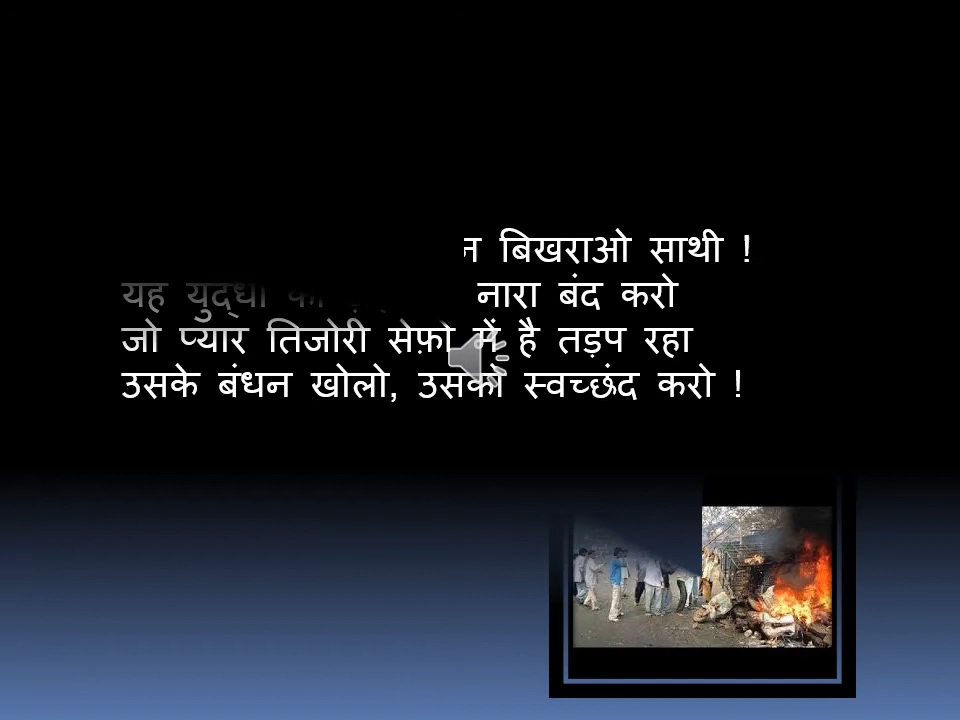 न बिखराओ साथी !
यह युद्धों का नारा बंद करो
जो प्यार तिजोरी सेफ़ो में है तड़प रहा
उसके बंधन खोलो, उसको स्वच्छंद करो !